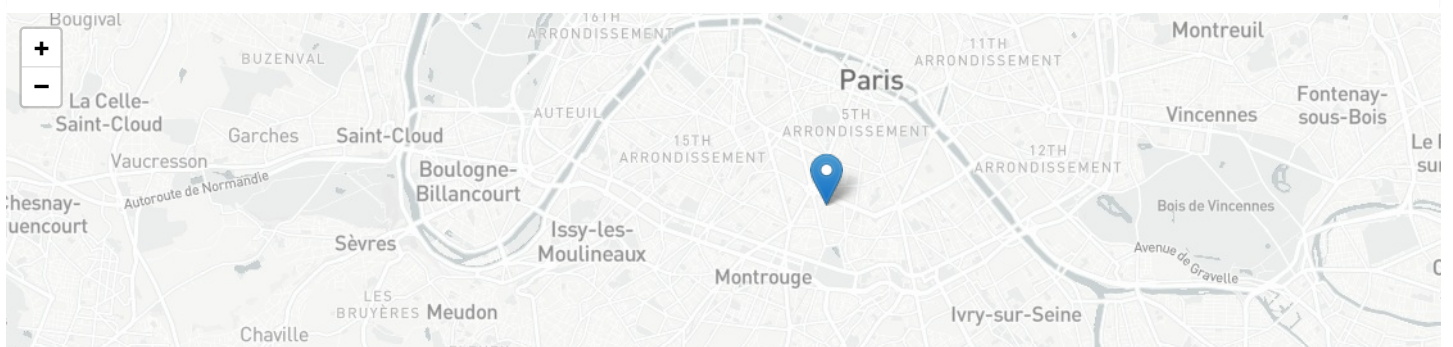 Bougival
16TH
ARRONDISSEMENT
Montreuil
+
BUZENVAL
11TH
ARRONDISSEMENT
−
Paris
La Celle-
Saint-Cloud
Fontenay-
sous-Bois
AUTEUIL
5TH
ARRONDISSEMENT
Vincennes
Garches
Saint-Cloud
15TH
ARRONDISSEMENT
12TH
ARRONDISSEMENT
Vaucresson
Boulogne-
Billancourt
Autoroute de Normandie
Bois de Vincennes
Issy-les-
Moulineaux
Sèvres
Avenue de Gravelle
Montrouge
LES
BRUYÈRES
Meudon
Ivry-sur-Seine
Chaville